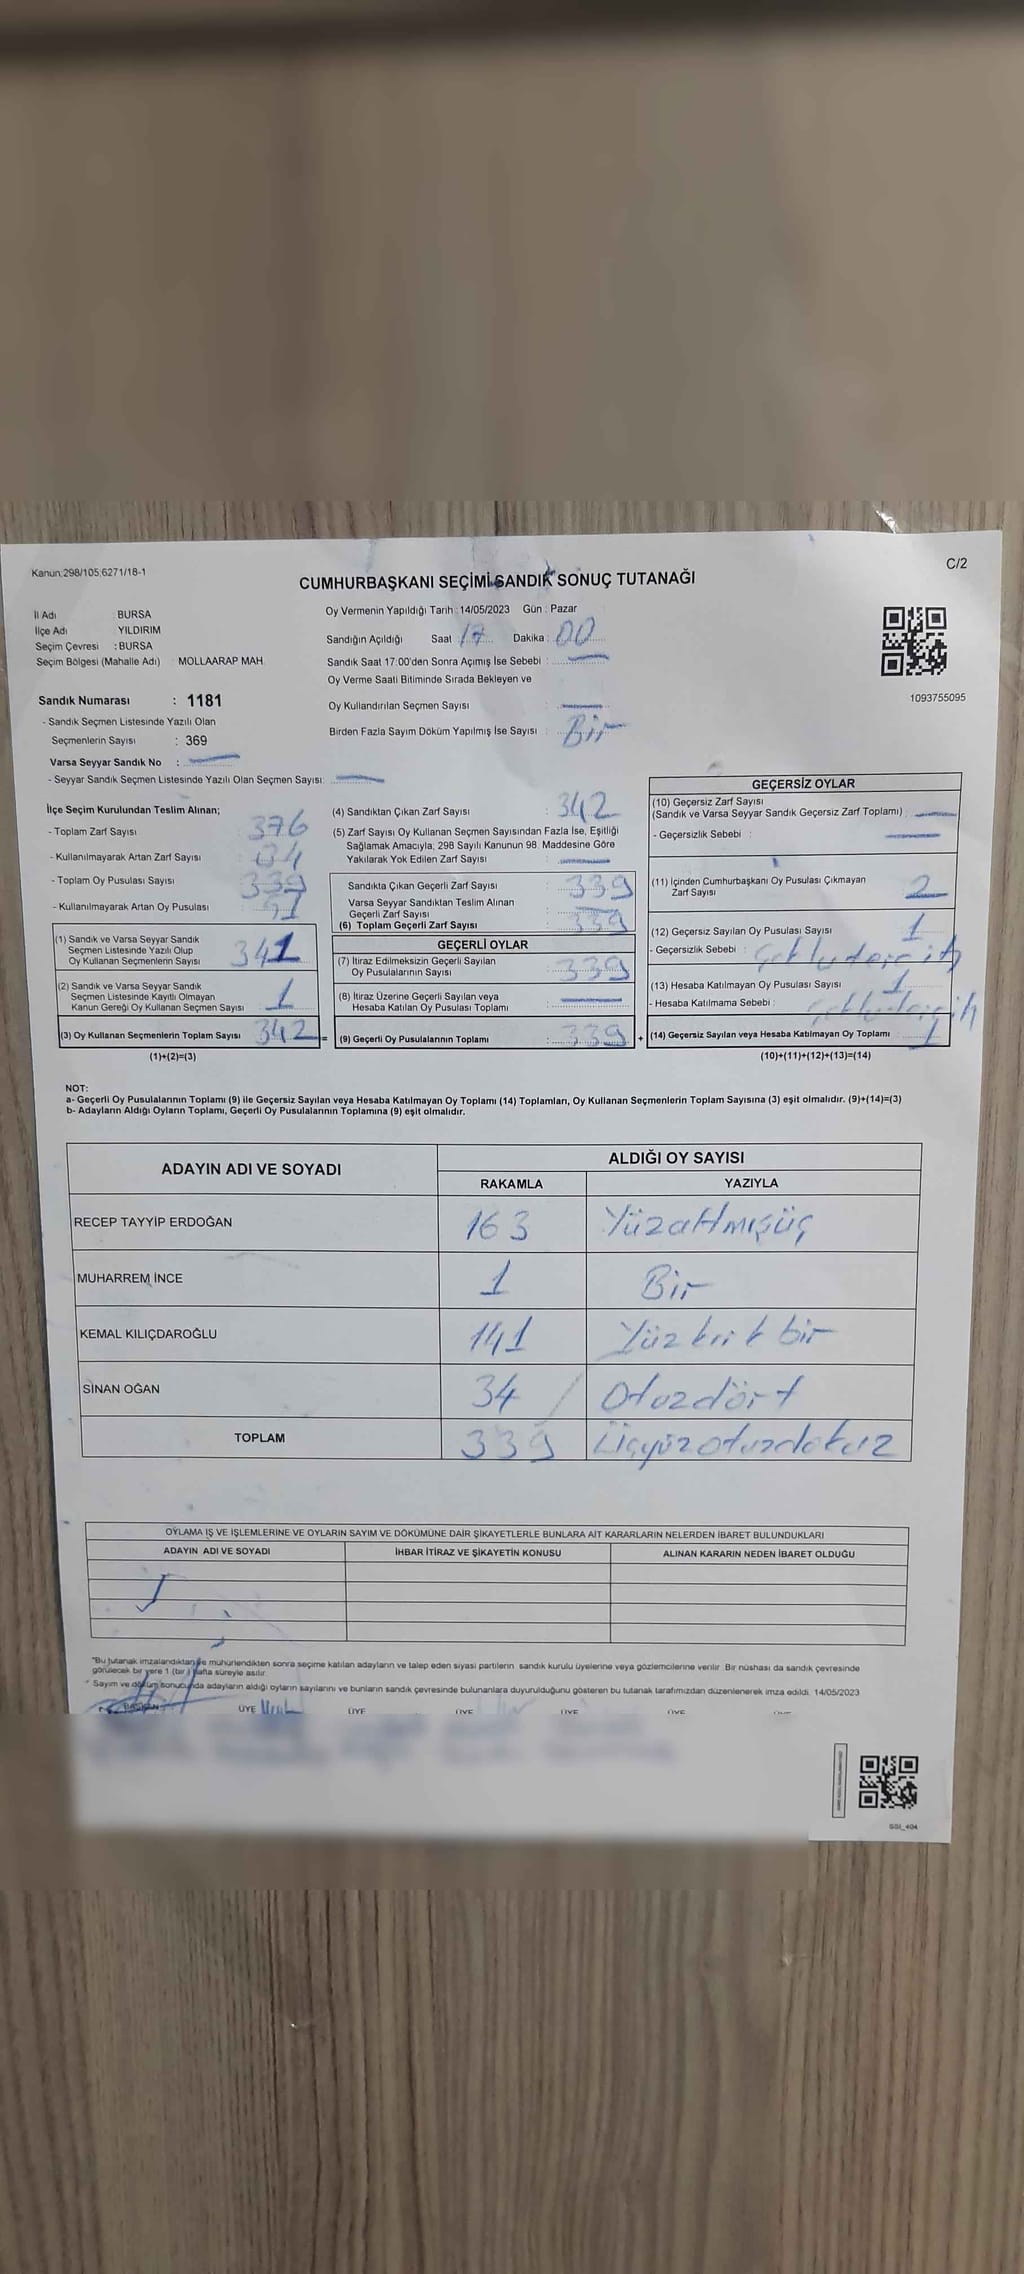 Kanun:298/105,6271/18-1
C/2
CUMHURBAŞKANI SEÇİMİ SANDIK SONUÇ TUTANAĞI
İl Adı : BURSA
İlçe Adı : YILDIRIM
Seçim Çevresi : BURSA
Seçim Bölgesi (Mahalle Adı) : MOLLAARAP MAH.
Oy Vermenin Yapıldığı Tarih : 14/05/2023 Gün : Pazar
Sandığın Açıldığı Saat : 17 Dakika : 00
Sandık Saat 17:00'den Sonra Açımış İse Sebebi :
Oy Verme Saati Bitiminde Sırada Bekleyen ve
Oy Kullandırılan Seçmen Sayısı :
Birden Fazla Sayım Döküm Yapılmış İse Sayısı : Bir
1093755095
Sandık Numarası : 1181
- Sandık Seçmen Listesinde Yazılı Olan
Seçmenlerin Sayısı : 369
Varsa Seyyar Sandık No :
- Seyyar Sandık Seçmen Listesinde Yazılı Olan Seçmen Sayısı:
İlçe Seçim Kurulundan Teslim Alınan;
- Toplam Zarf Sayısı : 376
- Kullanılmayarak Artan Zarf Sayısı :
- Toplam Oy Pusulası Sayısı :
- Kullanılmayarak Artan Oy Pusulası :
(1) Sandık ve Varsa Seyyar Sandık
Seçmen Listesinde Yazılı Olup
Oy Kullanan Seçmenlerin Sayısı 341
(2) Sandık ve Varsa Seyyar Sandık
Seçmen Listesinde Kayıtlı Olmayan
Kanun Gereği Oy Kullanan Seçmen Sayısı 1
(3) Oy Kullanan Seçmenlerin Toplam Sayısı 342 =
(1)+(2)=(3)
(4) Sandıktan Çıkan Zarf Sayısı : 342
(5) Zarf Sayısı Oy Kullanan Seçmen Sayısından Fazla İse, Eşitliği
Sağlamak Amacıyla, 298 Sayılı Kanunun 98. Maddesine Göre
Yakılarak Yok Edilen Zarf Sayısı :
Sandıkta Çıkan Geçerli Zarf Sayısı : 339
Varsa Seyyar Sandıktan Teslim Alınan
Geçerli Zarf Sayısı :
(6) Toplam Geçerli Zarf Sayısı : 339
GEÇERLİ OYLAR
(7) İtiraz Edilmeksizin Geçerli Sayılan
Oy Pusulalarının Sayısı : 339
(8) İtiraz Üzerine Geçerli Sayılan veya
Hesaba Katılan Oy Pusulası Toplamı :
(9) Geçerli Oy Pusulalarının Toplamı : 339 +
GEÇERSİZ OYLAR
(10) Geçersiz Zarf Sayısı
(Sandık ve Varsa Seyyar Sandık Geçersiz Zarf Toplamı) :
- Geçersizlik Sebebi :
(11) İçinden Cumhurbaşkanı Oy Pusulası Çıkmayan
Zarf Sayısı 2
(12) Geçersiz Sayılan Oy Pusulası Sayısı 1
- Geçersizlik Sebebi :
(13) Hesaba Katılmayan Oy Pusulası Sayısı : 1
- Hesaba Katılmama Sebebi :
(14) Geçersiz Sayılan veya Hesaba Katılmayan Oy Toplamı : 1
(10)+(11)+(12)+(13)=(14)
NOT:
a- Geçerli Oy Pusulalarının Toplamı (9) ile Geçersiz Sayılan veya Hesaba Katılmayan Oy Toplamı (14) Toplamları, Oy Kullanan Seçmenlerin Toplam Sayısına (3) eşit olmalıdır. (9)+(14)=(3)
b- Adayların Aldığı Oyların Toplamı, Geçerli Oy Pusulalarının Toplamına (9) eşit olmalıdır.
ADAYIN ADI VE SOYADI ALDIĞI OY SAYISI
RAKAMLA YAZIYLA
RECEP TAYYİP ERDOĞAN 163 Yüzaltmışüç
MUHARREM İNCE 1 Bir
KEMAL KILIÇDAROĞLU 141 Yüzkırk bir
SİNAN OĞAN 34 / Otuzdört
TOPLAM 339 Üçyüzotuzdokuz
OYLAMA İŞ VE İŞLEMLERİNE VE OYLARIN SAYIM VE DÖKÜMÜNE DAİR ŞİKAYETLERLE BUNLARA AİT KARARLARIN NELERDEN İBARET BULUNDUKLARI
ADAYIN ADI VE SOYADI İHBAR İTİRAZ VE ŞİKAYETİN KONUSU ALINAN KARARIN NEDEN İBARET OLDUĞU
*Bu tutanak imzalandıktan ve mühürlendikten sonra seçime katılan adayların ve talep eden siyasi partilerin sandık kurulu üyelerine veya gözlemcilerine verilir. Bir nüshası da sandık çevresinde
görülecek bir yere 1 (bir) hafta süreyle asılır.
* Sayım ve döküm sonucunda adayların aldığı oyların sayılarını ve bunların sandık çevresinde bulunanlara duyurulduğunu gösteren bu tutanak tarafımızdan düzenlenerek imza edildi. 14/05/2023
BAŞKAN ÜYE ÜYE ÜYE ÜYE ÜYE